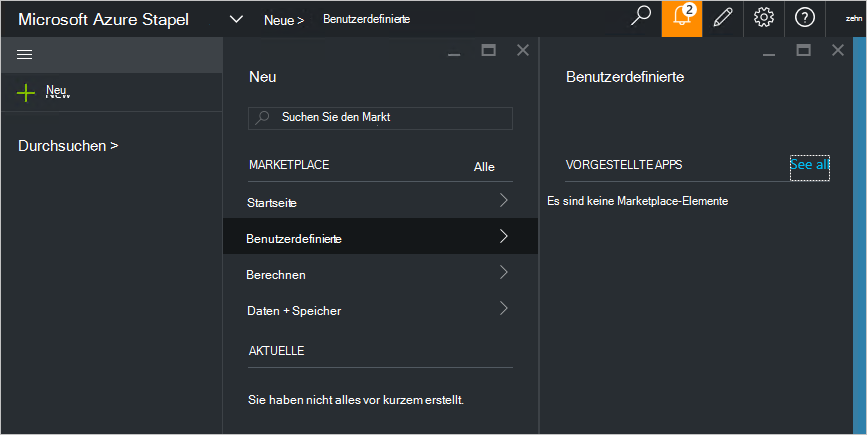 Microsoft Azure Stapel Neue > Benutzerdefinierte 2 zehn
Neu
Durchsuchen >
Neu
Suchen Sie den Markt
MARKETPLACE Alle
Startseite
Benutzerdefinierte
Berechnen
Daten + Speicher
AKTUELLE
Sie haben nicht alles vor kurzem erstellt.
Benutzerdefinierte
VORGESTELLTE APPS See all
Es sind keine Marketplace-Elemente